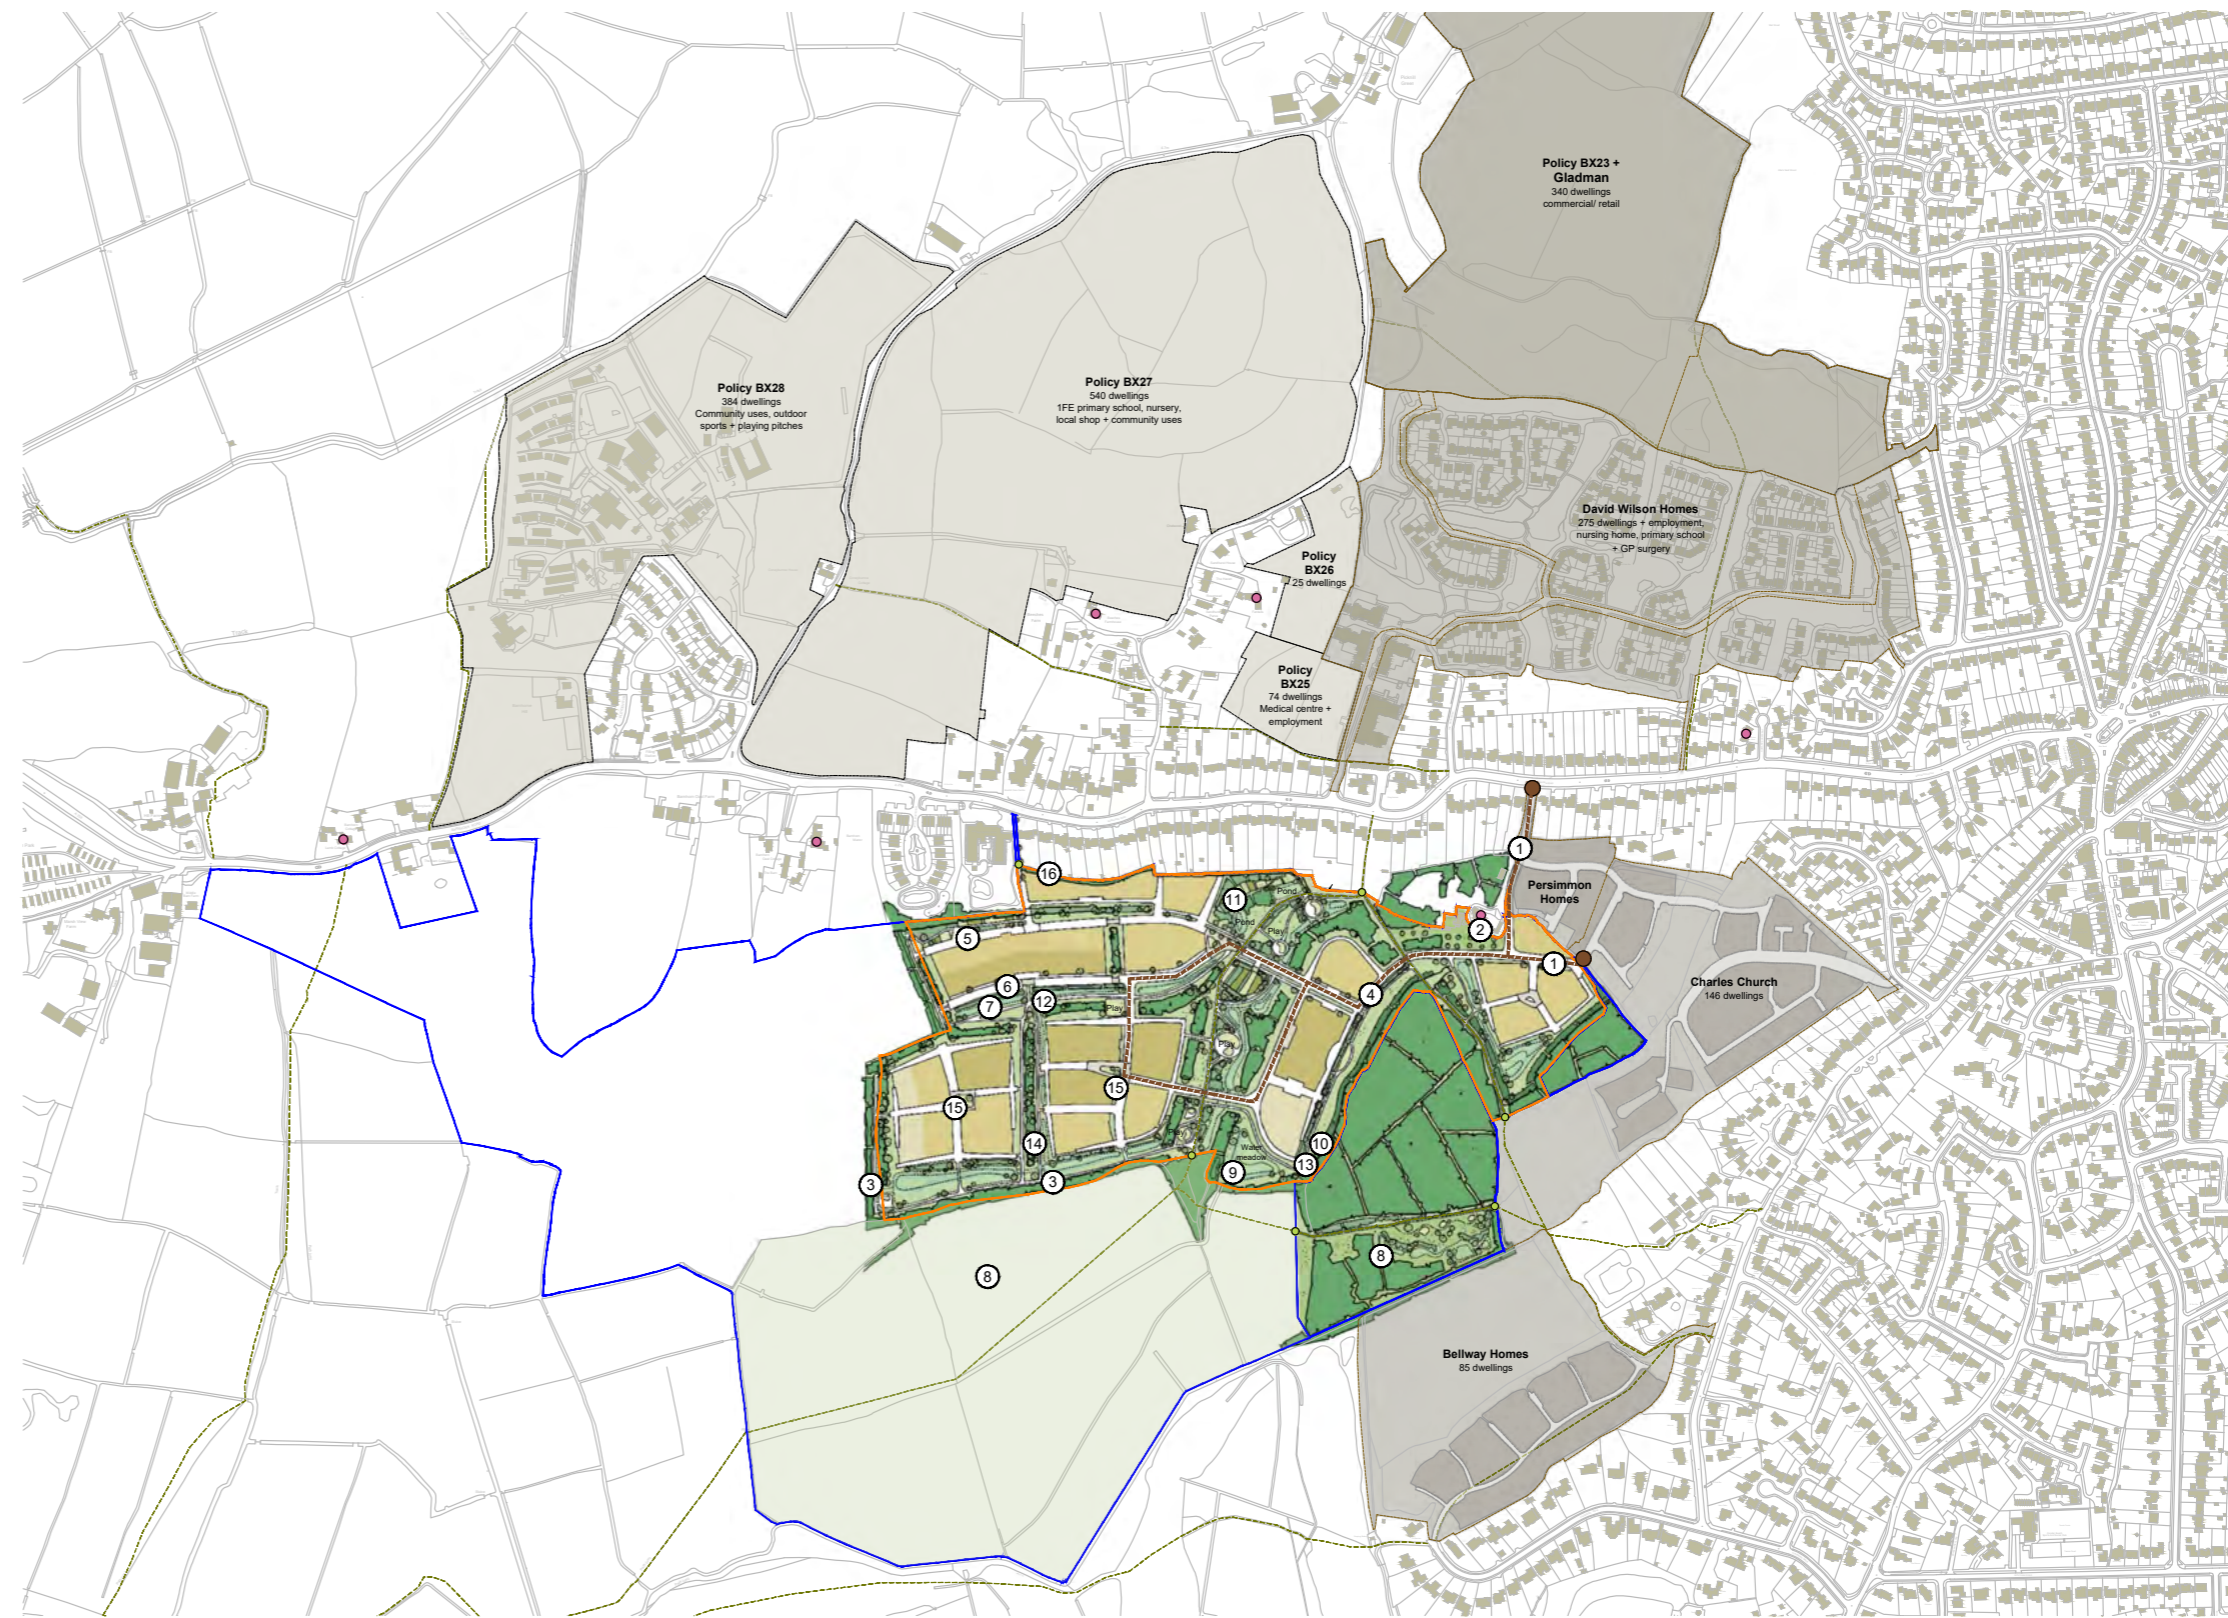 Policy BX23 +
Gladman
340 dwellings
commercial/ retail
Policy BX28
384 dwellings
Community uses, outdoor
sports + playing pitches
Policy BX27
540 dwellings
1FE primary school, nursery,
local shop + community uses
David Wilson Homes
275 dwellings + employment,
nursing home, primary school
+ GP surgery
Policy
BX26
25 dwellings
Policy
BX25
74 dwellings
Medical centre +
employment
1
Persimmon
Homes
16
11
Pond
Pond
Play
2
5
1
Charles Church
146 dwellings
6
7
12
Play
4
Play
15
15
14
10
Play
Water
meadow
13
9
3
3
8
8
Bellway Homes
85 dwellings